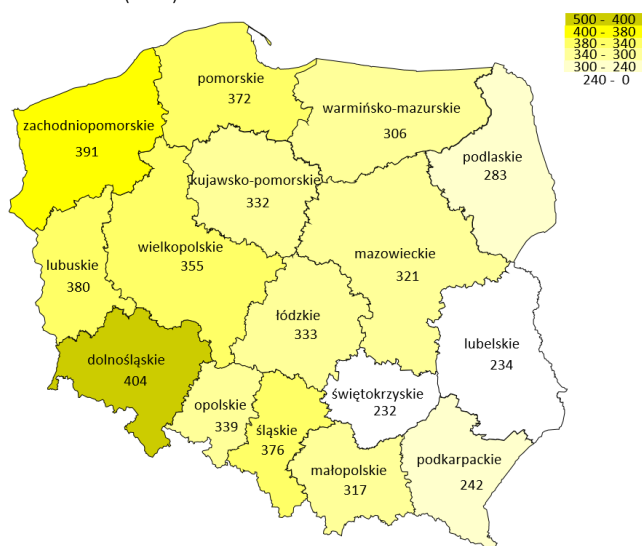 500 - 400
400 - 380
380 - 340
340 - 300
300 - 240
240 - 0
pomorskie
372
warmińsko-mazurskie
306
zachodniopomorskie
391
podlaskie
283
kujawsko-pomorskie
332
wielkopolskie
355
mazowieckie
321
lubuskie
380
łódzkie
333
lubelskie
234
dolnośląskie
404
świętokrzyskie
232
opolskie
339
śląskie
376
podkarpackie
242
małopolskie
317